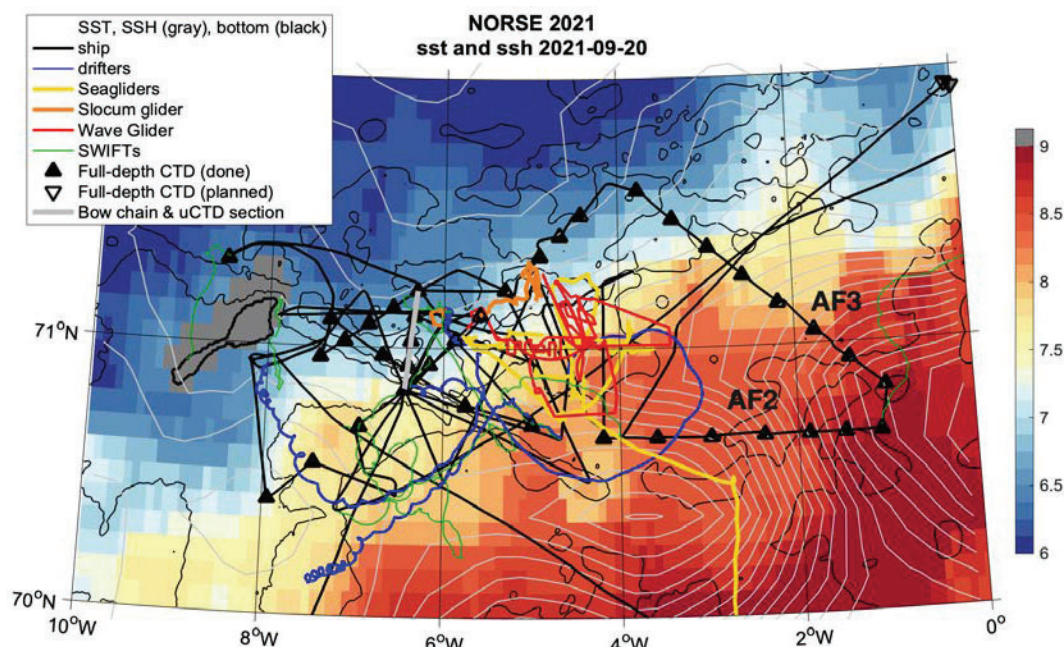 NORSE 2021
sst and ssh 2021-09-20
SST, SSH (gray), bottom (black)
ship
drifters
Seagliders
Slocum glider
Wave Glider
SWIFTs
Full-depth CTD (done)
Full-depth CTD (planned)
Bow chain & uCTD section
9
8.5
8
7.5
7
6.5
6
AF3
AF2
71°N
70°N
10°W
8°W
6°W
4°W
2°W
0°